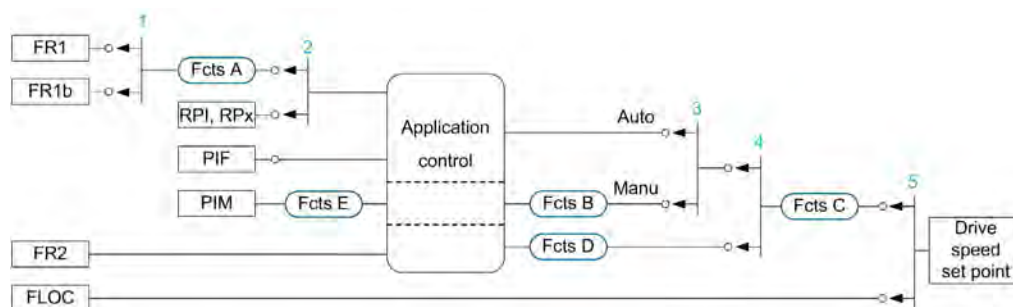 1
FR1
2
Fcts A
FR1b
RPI, RPx
Application
control
Auto
3
4
PIF
PIM
Fcts E
Fcts B
Manu
Fcts C
5
Fcts D
FR2
Drive
speed
set point
FLOC